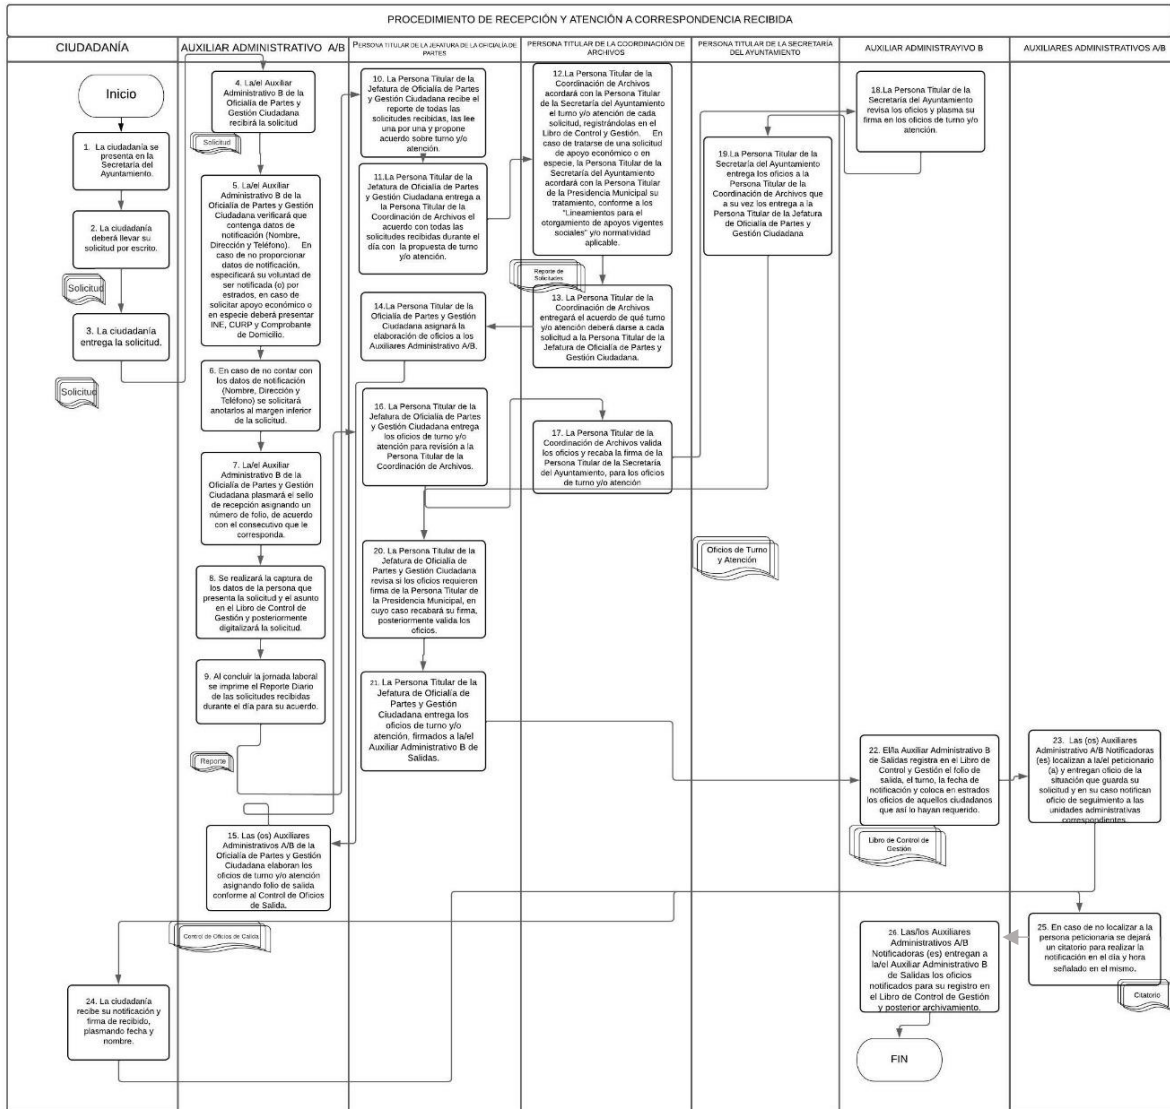 PROCEDIMIENTO DE RECEPCIÓN Y ATENCIÓN A CORRESPONDENCIA RECIBIDA
CIUDADANÍA
AUXILIAR ADMINISTRATIVO A/B
PERSONA TITULAR DE LA JEFATURA DE LA OFICIALÍA DE
PARTES
PERSONA TITULAR DE LA COORDINACIÓN DE
ARCHIVOS
PERSONA TITULAR DE LA SECRETARÍA
DEL AYUNTAMIENTO
AUXILIAR ADMINISTRAYIVO B
AUXILIARES ADMINISTRATIVOS A/B
Inicio
1. La ciudadanía se
presenta en la
Secretaría del
Ayuntamiento.
2. La ciudadanía
deberá llevar su
solicitud por escrito.
Solicitud
3. La ciudadanía
entrega la solicitud.
Solicitud
4. La/el Auxiliar
Administrativo B de la
Oficialía de Partes y
Gestión Ciudadana
recibirá la solicitud
Solicitud
5. La/el Auxiliar
Administrativo B de la
Oficialía de Partes y Gestión
Ciudadana verificará que
contenga datos de
notificación (Nombre,
Dirección y Teléfono). En
caso de no proporcionar
datos de notificación,
especificará su voluntad de
ser notificada (o) por
estrados, en caso de
solicitar apoyo económico o
en especie deberá presentar
INE, CURP y Comprobante
de Domicilio.
6. En caso de no contar con
los datos de notificación
(Nombre, Dirección y
Teléfono) se solicitará
anotarlos al margen inferior
de la solicitud.
7. La/el Auxiliar
Administrativo B de la
Oficialía de Partes y Gestión
Ciudadana plasmará el sello
de recepción asignando un
número de folio, de acuerdo
con el consecutivo que le
corresponda.
8. Se realizará la captura de
los datos de la persona que
presenta la solicitud y el asunto
en el Libro de Control de
Gestión y posteriormente
digitalizará la solicitud.
9. Al concluir la jornada laboral
se imprime el Reporte Diario
de las solicitudes recibidas
durante el día para su acuerdo.
Reporte
10. La Persona Titular de la
Jefatura de Oficialía de Partes
y Gestión Ciudadana recibe el
reporte de todas las
solicitudes recibidas, las lee
una por una y propone
acuerdo sobre turno y/o
atención.
11.La Persona Titular de la
Jefatura de Oficialía de Partes
y Gestión Ciudadana entrega a
la Persona Titular de la
Coordinación de Archivos el
acuerdo con todas las
solicitudes recibidas durante el
día con la propuesta de turno
y/o atención.
12.La Persona Titular de la
Coordinación de Archivos
acordará con la Persona Titular
de la Secretaría del Ayuntamiento
el turno y/o atención de cada
solicitud, registrándolas en el
Libro de Control y Gestión. En
caso de tratarse de una solicitud
de apoyo económico o en
especie, la Persona Titular de la
Secretaría del Ayuntamiento
acordará con la Persona Titular
de la Presidencia Municipal su
tratamiento, conforme a los
"Lineamientos para el
otorgamiento de apoyos vigentes
sociales" y/o normatividad
aplicable.
Reporte de
Solicitudes
13. La Persona Titular de la
Coordinación de Archivos
entregará el acuerdo de qué turno
y/o atención deberá darse a cada
solicitud a la Persona Titular de la
Jefatura de Oficialía de Partes y
Gestión Ciudadana.
14.La Persona Titular de la
Oficialía de Partes y Gestión
Ciudadana asignará la
elaboración de oficios a los
Auxiliares Administrativo A/B.
15. Las (os) Auxiliares
Administrativos A/B de la
Oficialía de Partes y Gestión
Ciudadana elaboran los
oficios de turno y/o atención
asignando folio de salida
conforme al Control de Oficios
de Salida.
Control de Oficios de Calida
16. La Persona Titular de la
Jefatura de Oficialía de Partes
y Gestión Ciudadana entrega
los oficios de turno y/o
atención para revisión a la
Persona Titular de la
Coordinación de Archivos.
17. La Persona Titular de la
Coordinación de Archivos valida
los oficios y recaba la firma de
la Persona Titular de la Secretaría
del Ayuntamiento, para los oficios
de turno y/o atención
18.La Persona Titular de la
Secretaría del Ayuntamiento
revisa los oficios y plasma su
firma en los oficios de turno y/o
atención.
19.La Persona Titular de la
Secretaría del Ayuntamiento
entrega los oficios a la
Persona Titular de la
Coordinación de Archivos que
a su vez los entrega a la
Persona Titular de la Jefatura
de Oficialía de Partes y
Gestión Ciudadana
Oficios de Turno
y Atención
20. La Persona Titular de la
Jefatura de Oficialía de
Partes y Gestión Ciudadana
revisa si los oficios requieren
firma de la Persona Titular de
la Presidencia Municipal, en
cuyo caso recabará su firma,
posteriormente valida los
oficios.
21. La Persona Titular de la
Jefatura de Oficialía de
Partes y Gestión
Ciudadana entrega los
oficios de turno y/o
atención, firmados a la/el
Auxiliar Administrativo B de
Salidas.
22. El/la Auxiliar Administrativo B
de Salidas registra en el Libro de
Control y Gestión el folio de
salida, el turno, la fecha de
notificación y coloca en estrados
los oficios de aquellos ciudadanos
que así lo hayan requerido.
Libro de Control de
Gestión
23. Las (os) Auxiliares
Administrativo A/B Notificadoras
(es) localizan a la/el peticionario
(a) y entregan oficio de la
situación que guarda su
solicitud y en su caso notifican
oficio de seguimiento a las
unidades administrativas
correspondientes.
24. La ciudadanía
recibe su notificación y
firma de recibido,
plasmando fecha y
nombre.
25. En caso de no localizar a la
persona peticionaria se dejará
un citatorio para realizar la
notificación en el día y hora
señalado en el mismo.
Citatorio
26. Las/los Auxiliares
Administrativos A/B
Notificadoras (es) entregan a
la/el Auxiliar Administrativo B
de Salidas los oficios
notificados para su registro en
el Libro de Control de Gestión
y posterior archivamiento.
FIN